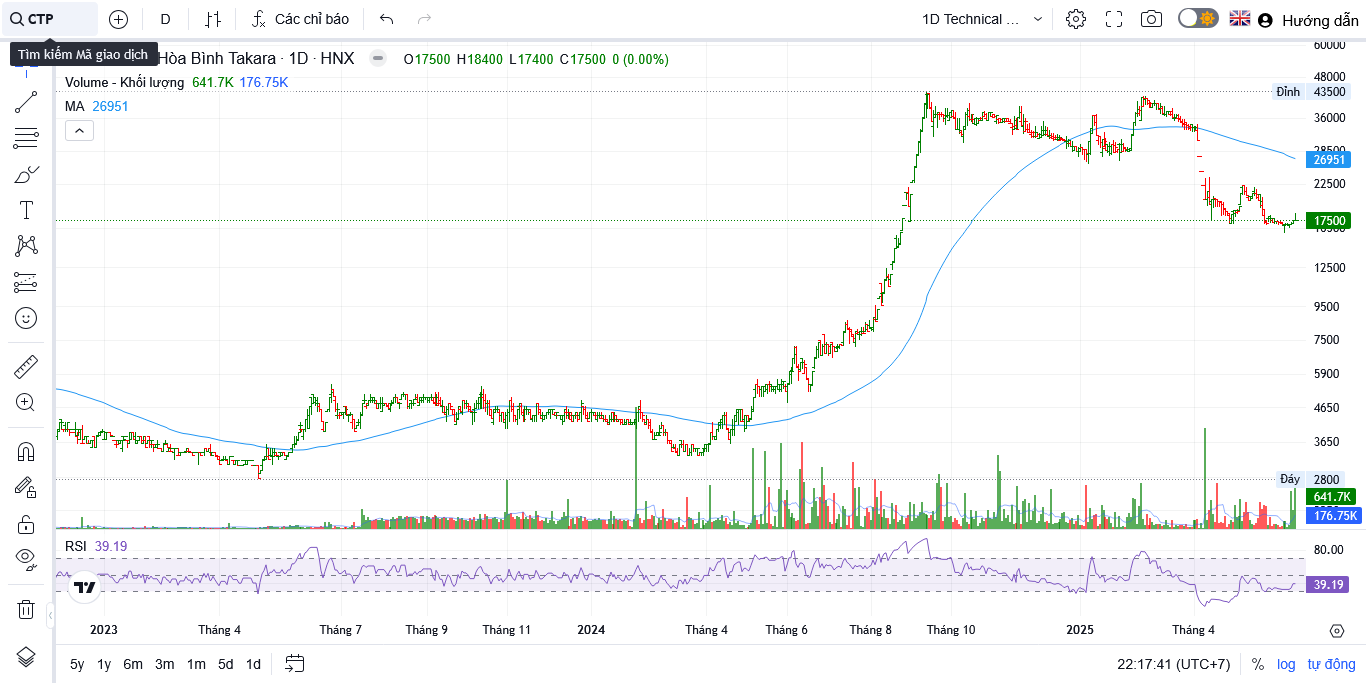 CTP
D
Các chỉ báo
1D Technical ...
Hướng dẫn
Tìm kiếm Mã giao dịch
Hòa Bình Takara · 1D · HNX
O17500 H18400 L17400 C17500 0 (0.00%)
Volume - Khối lượng 641.7K 176.75K
MA 26951
60000
48000
Đỉnh 43500
36000
28500
26951
22500
17500
12500
9500
7500
5900
4650
3650
Đáy 2800
641.7K
176.75K
RSI 39.19
80.00
39.19
2023 Tháng 4 Tháng 7 Tháng 9 Tháng 11 2024 Tháng 4 Tháng 6 Tháng 8 Tháng 10 2025 Tháng 4
5y 1y 6m 3m 1m 5d 1d
22:17:41 (UTC+7) % log tự động